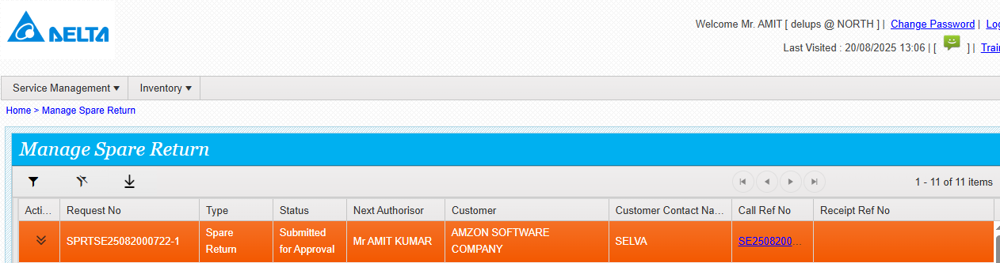 DELTA
Welcome Mr. AMIT [ delups @ NORTH ] | Change Password | Log
Last Visited : 20/08/2025 13:06 | [ ] | Trai
Service Management Inventory
Home > Manage Spare Return
Manage Spare Return
1 - 11 of 11 items
Acti... Request No Type Status Next Authorisor Customer Customer Contact Na... Call Ref No Receipt Ref No
SPRTSE25082000722-1 Spare Return Submitted for Approval Mr AMIT KUMAR AMZON SOFTWARE COMPANY SELVA SE2508200...